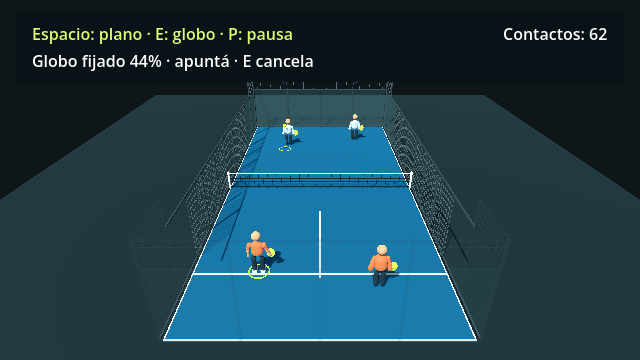 Espacio: plano · E: globo · P: pausa
Contactos: 62
Globo fijado 44% · apuntá · E cancela